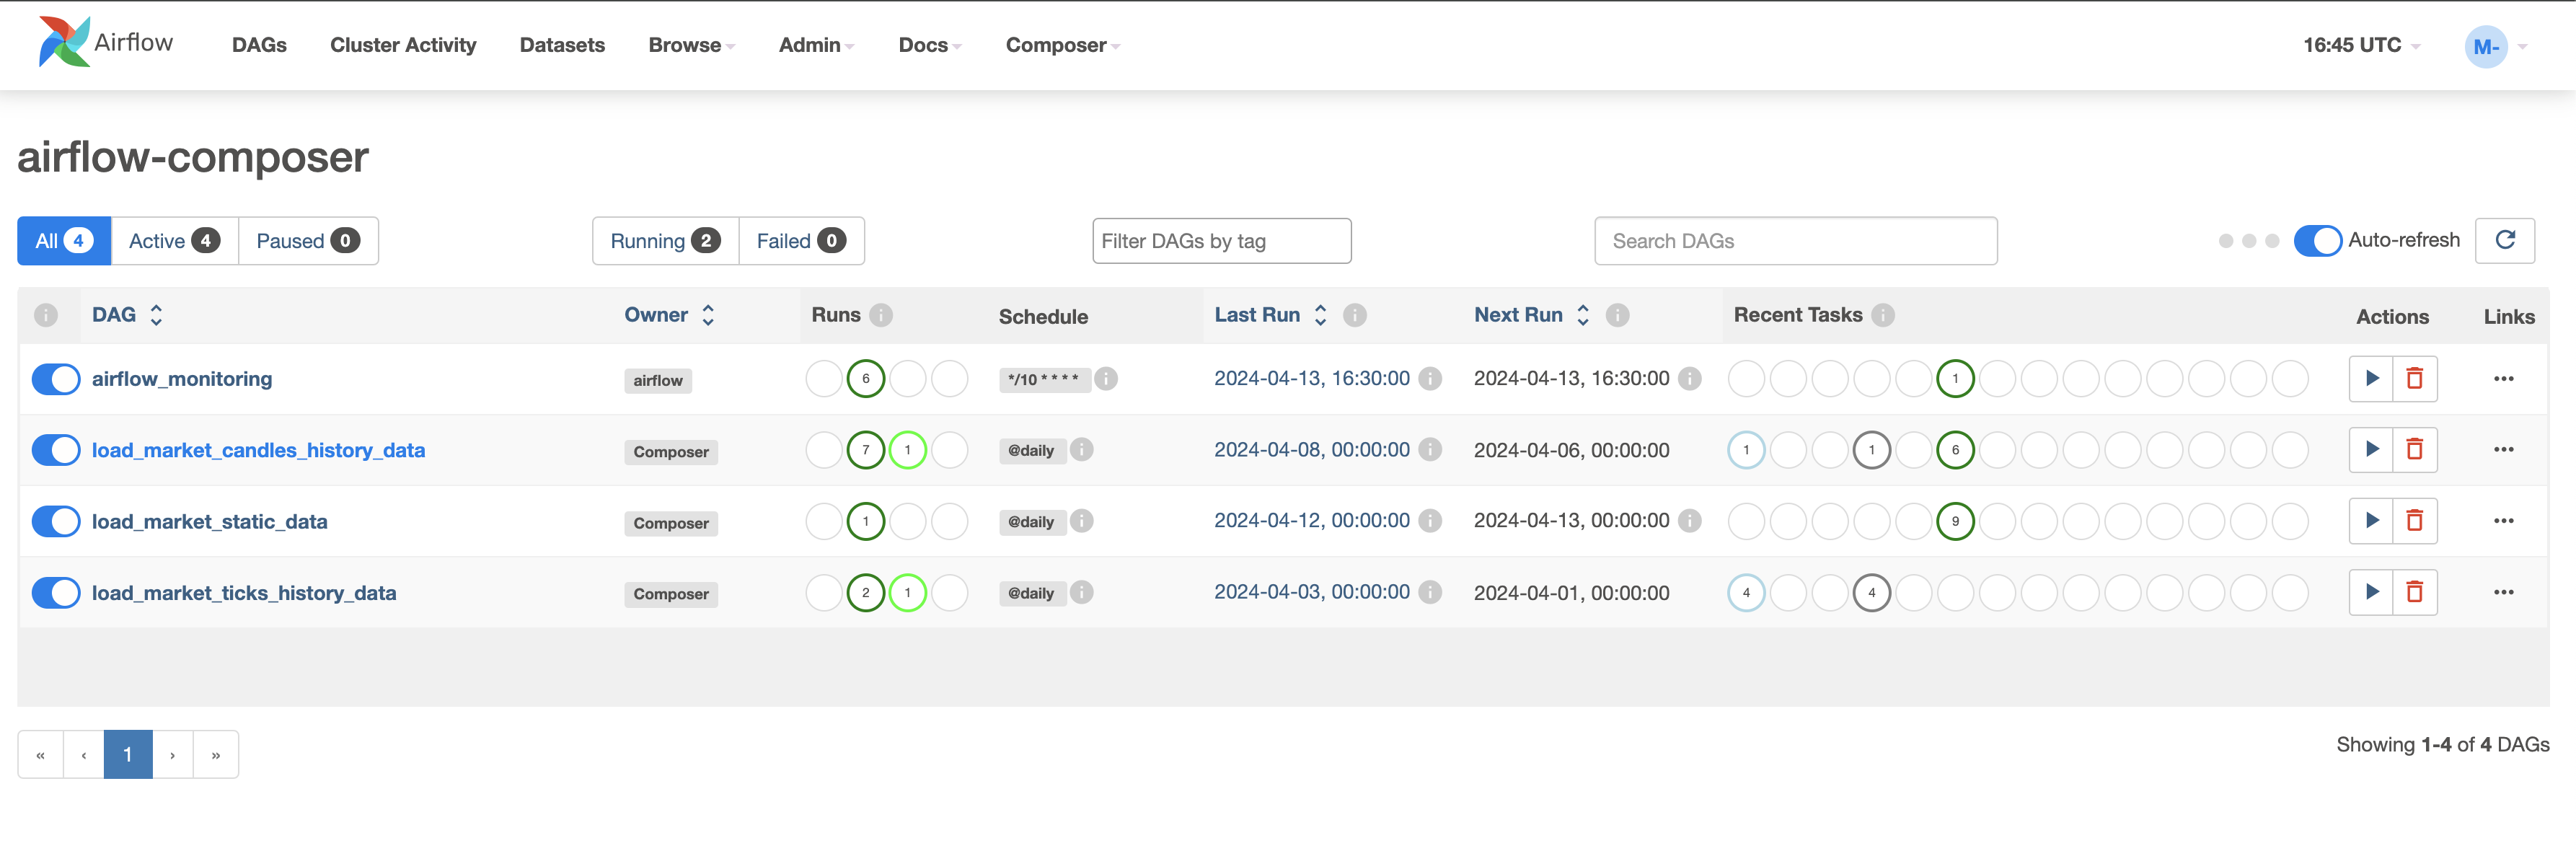 Airflow DAGs Cluster Activity Datasets Browse Admin Docs Composer 16:45 UTC M-
airflow-composer
All 4 Active 4 Paused 0 Running 2 Failed 0 Filter DAGs by tag Search DAGs Auto-refresh
i DAG Owner Runs i Schedule Last Run i Next Run i Recent Tasks i Actions Links
airflow_monitoring airflow 6 */10 * * * * i 2024-04-13, 16:30:00 i 2024-04-13, 16:30:00 i 1 •••
load_market_candles_history_data Composer 7 1 @daily i 2024-04-08, 00:00:00 i 2024-04-06, 00:00:00 1 1 6 •••
load_market_static_data Composer 1 @daily i 2024-04-12, 00:00:00 i 2024-04-13, 00:00:00 i 9 •••
load_market_ticks_history_data Composer 2 1 @daily i 2024-04-03, 00:00:00 i 2024-04-01, 00:00:00 4 4 •••
« ‹ 1 › » Showing 1-4 of 4 DAGs